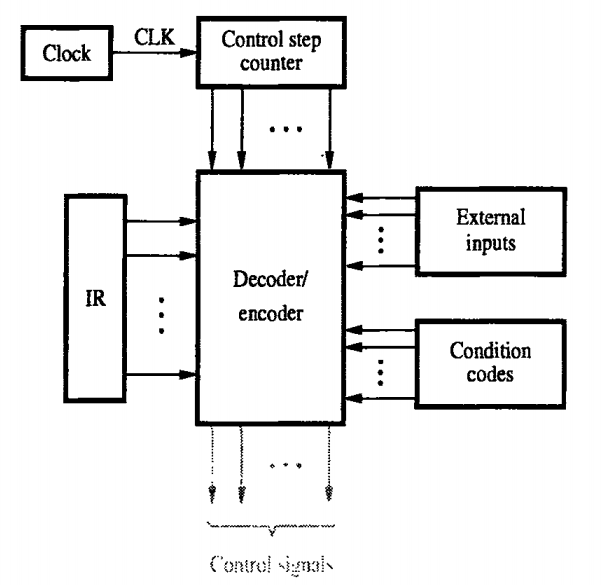 Clock
CLK
Control step
counter
IR
Decoder/
encoder
External
inputs
Condition
codes
Control signals